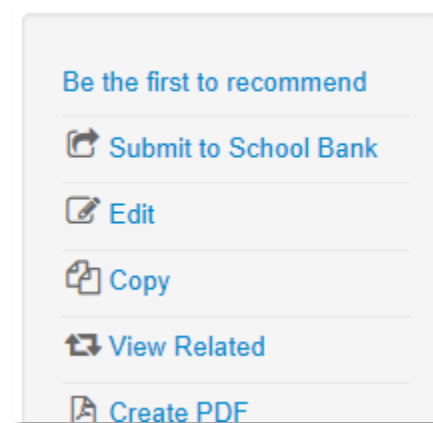 Be the first to recommend
Submit to School Bank
Edit
Copy
View Related
Create PDF